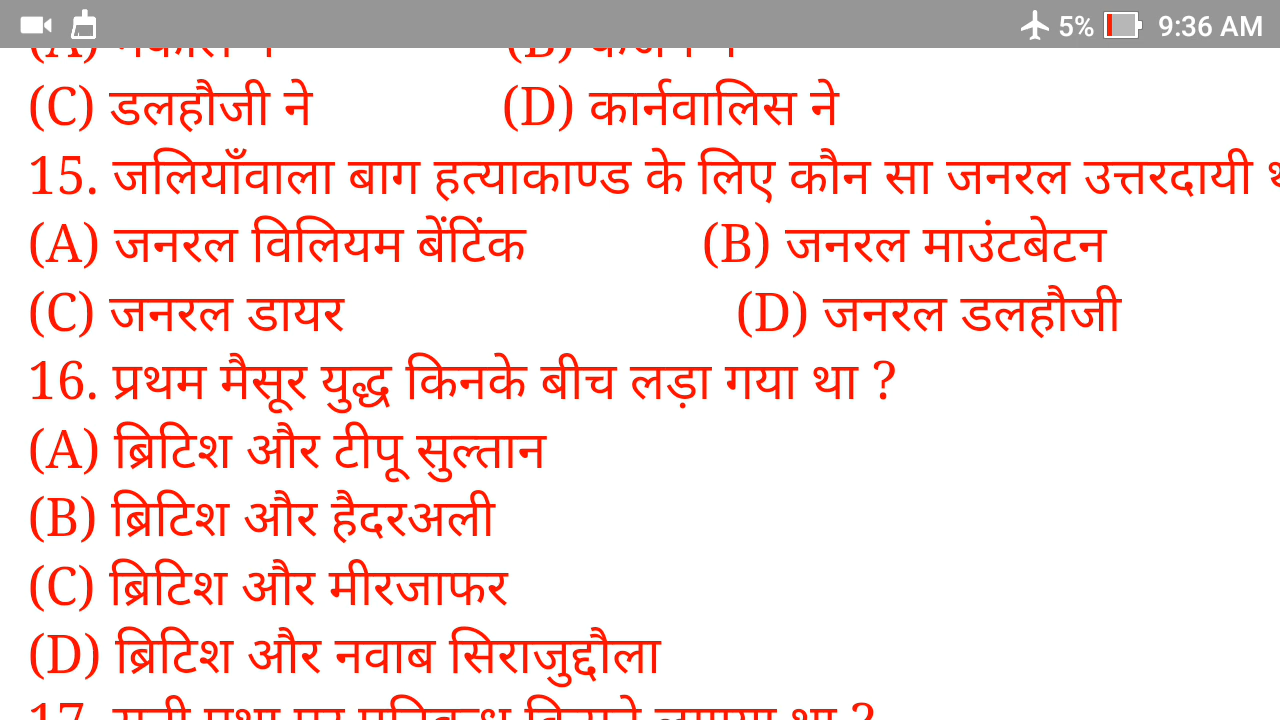 5% 9:36 AM
(C) डलहौजी ने (D) कार्नवालिस ने
15. जलियाँवाला बाग हत्याकाण्ड के लिए कौन सा जनरल उत्तरदायी
(A) जनरल विलियम बेंटिंक (B) जनरल माउंटबेटन
(C) जनरल डायर (D) जनरल डलहौजी
16. प्रथम मैसूर युद्ध किनके बीच लड़ा गया था ?
(A) ब्रिटिश और टीपू सुल्तान
(B) ब्रिटिश और हैदरअली
(C) ब्रिटिश और मीरजाफर
(D) ब्रिटिश और नवाब सिराजुद्दौला
17.